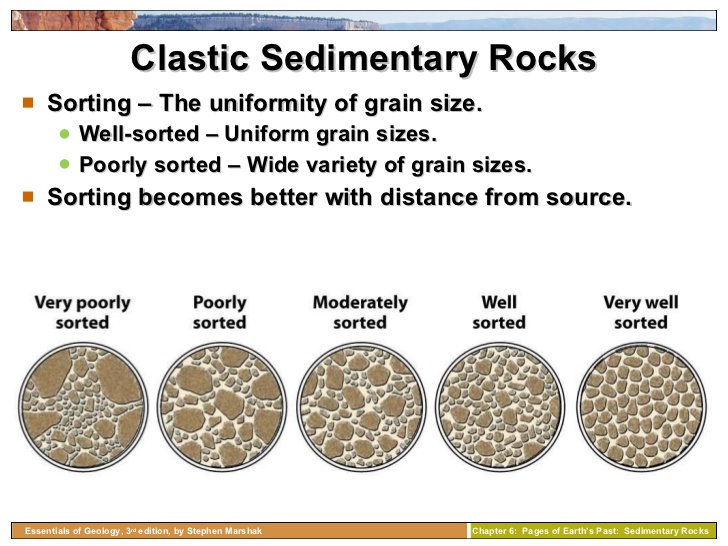 Clastic Sedimentary Rocks
Sorting – The uniformity of grain size.
Well-sorted – Uniform grain sizes.
Poorly sorted – Wide variety of grain sizes.
Sorting becomes better with distance from source.
Very poorly sorted
Poorly sorted
Moderately sorted
Well sorted
Very well sorted
Essentials of Geology, 3rd edition, by Stephen Marshak
Chapter 6: Pages of Earth's Past: Sedimentary Rocks